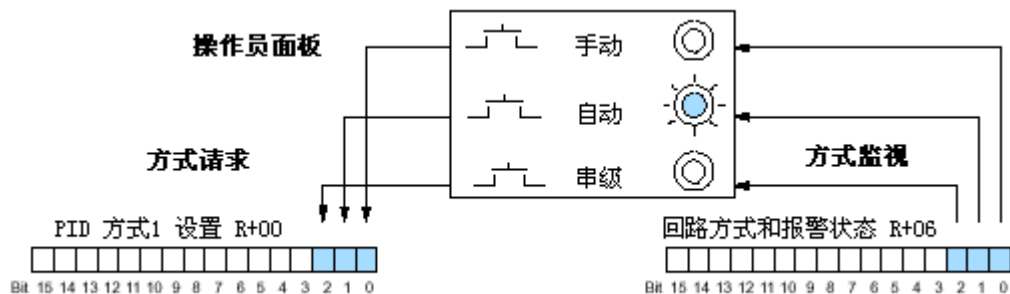 操作员面板
手动
自动
串级
方式请求
方式监视
PID 方式1 设置 R+00
回路方式和报警状态 R+06
Bit 15 14 13 12 11 10 9 8 7 6 5 4 3 2 1 0
Bit 15 14 13 12 11 10 9 8 7 6 5 4 3 2 1 0